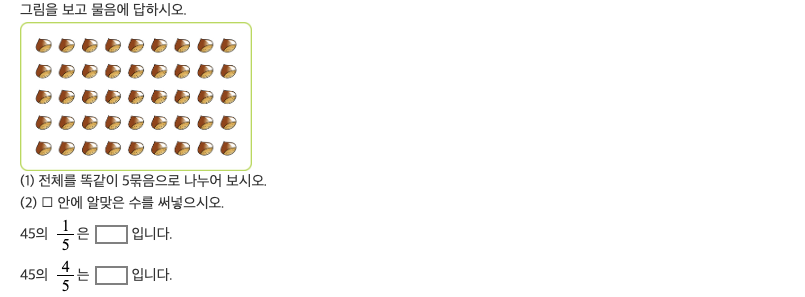 그림을 보고 물음에 답하시오.
(1) 전체를 똑같이 5묶음으로 나누어 보시오.
(2) □ 안에 알맞은 수를 써넣으시오.
45의 1/5 은 □ 입니다.
45의 4/5 는 □ 입니다.